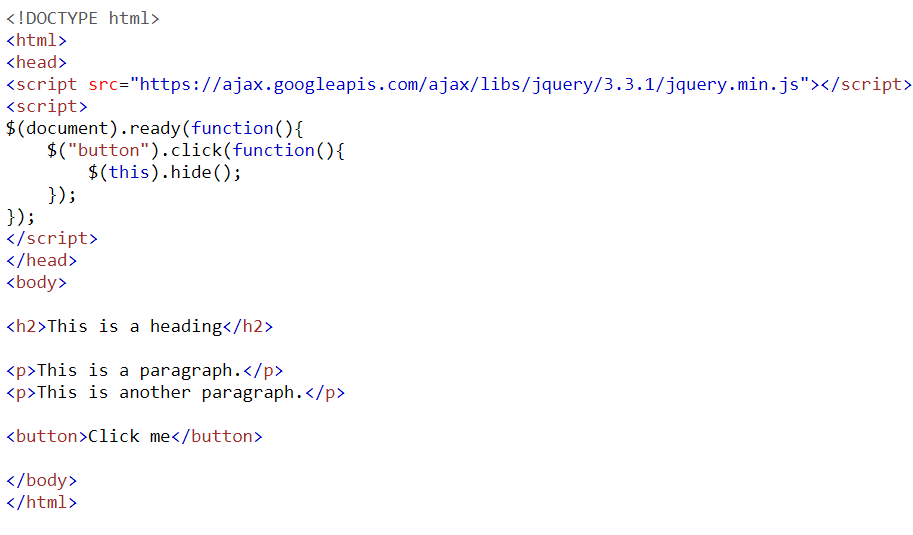 <!DOCTYPE html>
<html>
<head>
<script src="https://ajax.googleapis.com/ajax/libs/jquery/3.3.1/jquery.min.js"></script>
<script>
$(document).ready(function(){
    $("button").click(function(){
        $(this).hide();
    });
});
</script>
</head>
<body>

<h2>This is a heading</h2>

<p>This is a paragraph.</p>
<p>This is another paragraph.</p>

<button>Click me</button>

</body>
</html>